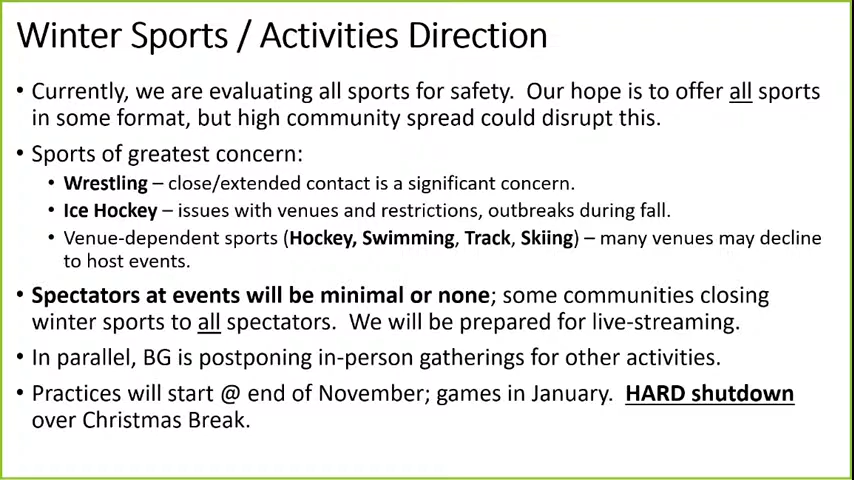 Winter Sports / Activities Direction
• Currently, we are evaluating all sports for safety.  Our hope is to offer all sports
in some format, but high community spread could disrupt this.
• Sports of greatest concern:
• Wrestling – close/extended contact is a significant concern.
• Ice Hockey – issues with venues and restrictions, outbreaks during fall.
• Venue-dependent sports (Hockey, Swimming, Track, Skiing) – many venues may decline
to host events.
• Spectators at events will be minimal or none; some communities closing
winter sports to all spectators.  We will be prepared for live-streaming.
• In parallel, BG is postponing in-person gatherings for other activities.
• Practices will start @ end of November; games in January.  HARD shutdown
over Christmas Break.